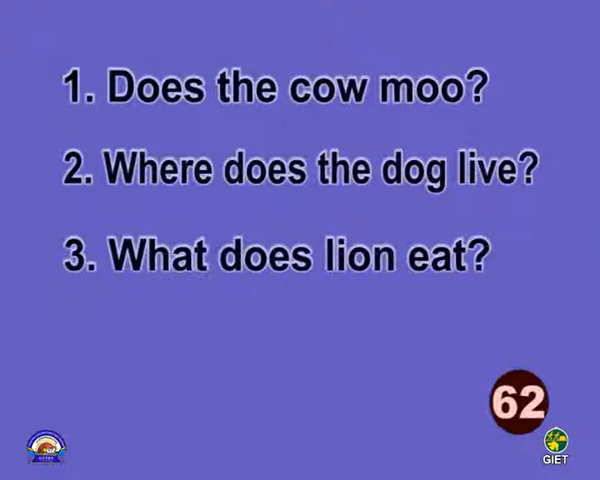 1. Does the cow moo?
2. Where does the dog live?
3. What does lion eat?
62
GIET